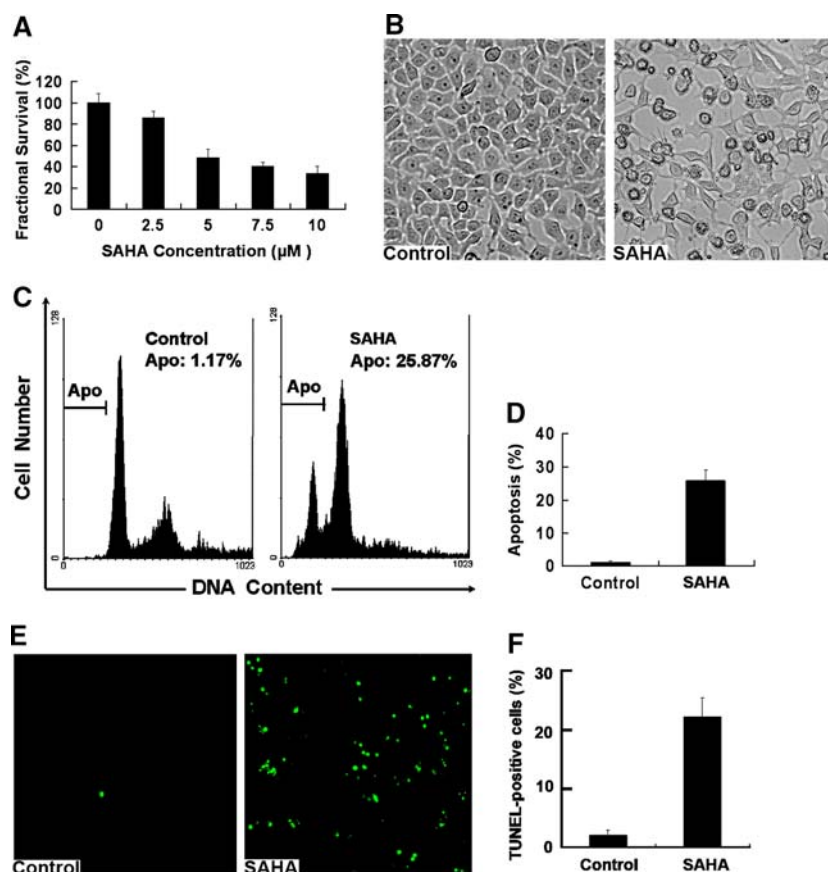 A
Fractional Survival (%)
120
100
80
60
40
20
0
0 2.5 5 7.5 10
SAHA Concentration (µM )
B
Control
SAHA
C
Cell Number
128
0
Control
Apo: 1.17%
Apo
0 1023
128
0
SAHA
Apo: 25.87%
Apo
0 1023
DNA Content
D
Apoptosis (%)
40
30
20
10
0
Control SAHA
E
Control
SAHA
F
TUNEL-positive cells (%)
30
20
10
0
Control SAHA